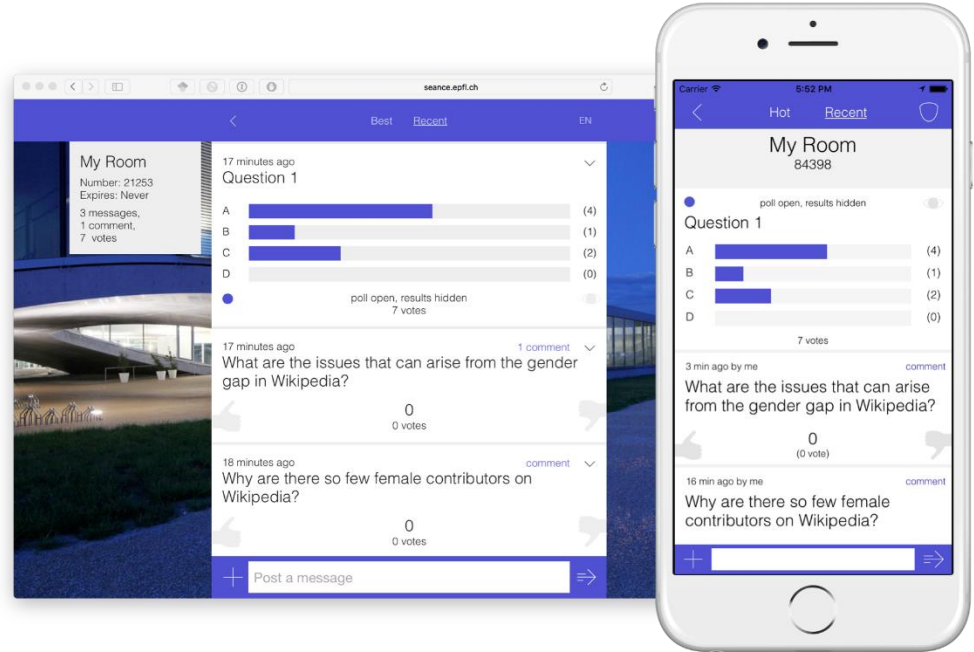 seance.epfl.ch
Best Recent EN
My Room
Number: 21253
Expires: Never
3 messages,
1 comment,
7 votes
17 minutes ago
Question 1
A (4)
B (1)
C (2)
D (0)
poll open, results hidden
7 votes
17 minutes ago 1 comment
What are the issues that can arise from the gender
gap in Wikipedia?
0
0 votes
18 minutes ago comment
Why are there so few female contributors on
Wikipedia?
0
0 votes
Post a message
Carrier 5:52 PM
Hot Recent
My Room
84398
poll open, results hidden
Question 1
A (4)
B (1)
C (2)
D (0)
7 votes
3 min ago by me comment
What are the issues that can arise
from the gender gap in Wikipedia?
0
(0 vote)
16 min ago by me comment
Why are there so few female
contributors on Wikipedia?